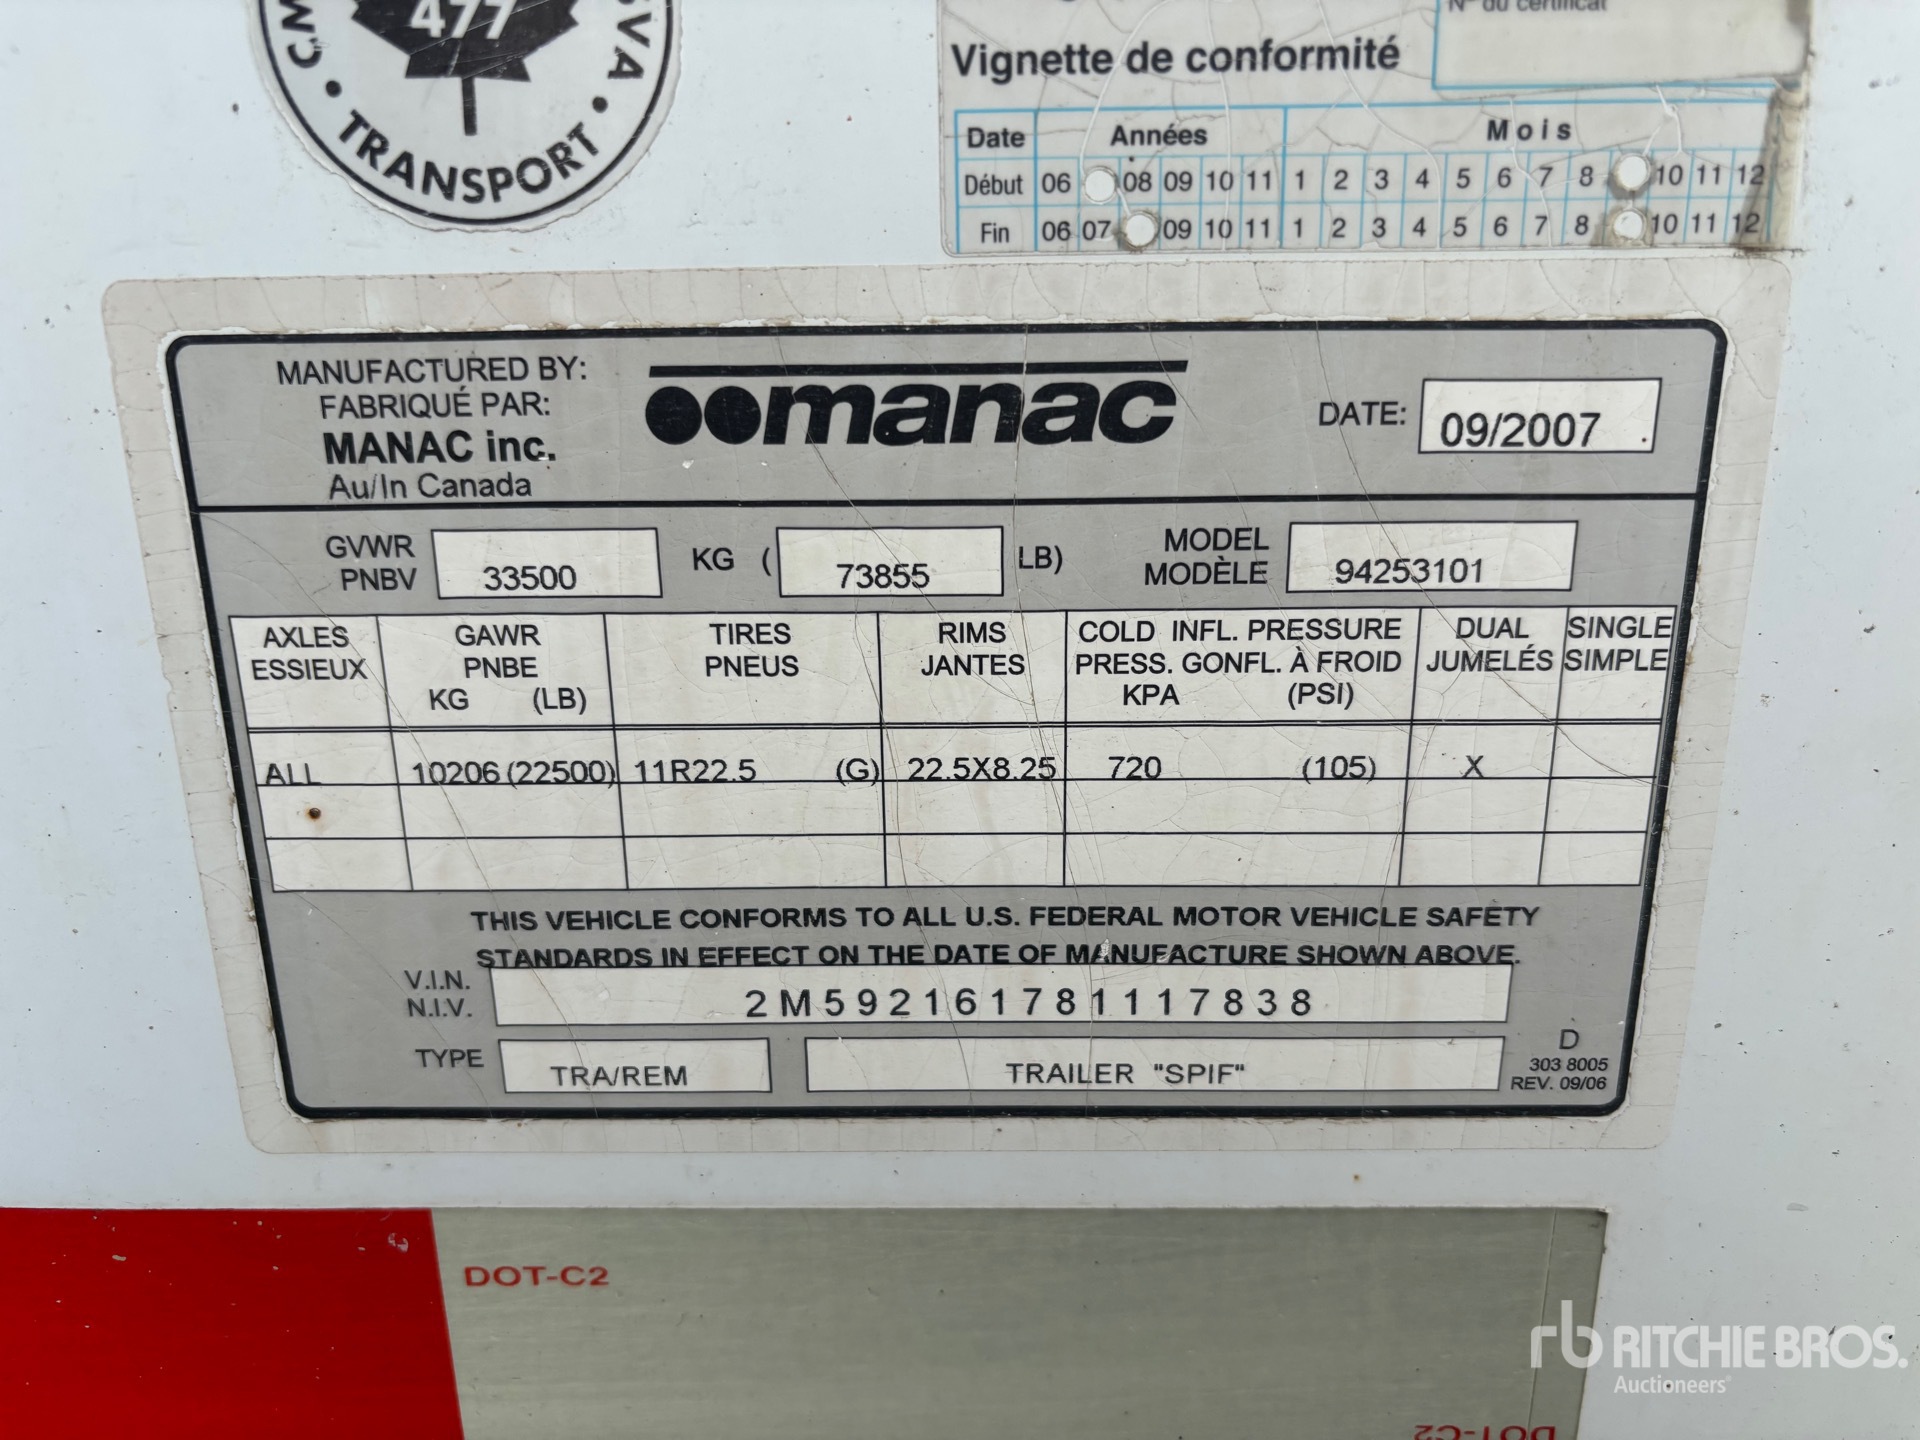 477
TRANSPORT
N° du certificat
Vignette de conformité
Date Années Mois
Début 06 08 09 10 11 1 2 3 4 5 6 7 8 10 11 12
Fin 06 07 09 10 11 1 2 3 4 5 6 7 8 10 11 12
MANUFACTURED BY:
FABRIQUÉ PAR:
MANAC inc.
Au/In Canada
manac
DATE: 09/2007
GVWR
PNBV
33500 KG ( 73855 LB)
MODEL
MODÈLE
94253101
AXLES
ESSIEUX
GAWR
PNBE
KG (LB)
TIRES
PNEUS
RIMS
JANTES
COLD INFL. PRESSURE
PRESS. GONFL. À FROID
KPA (PSI)
DUAL
JUMELÉS
SINGLE
SIMPLE
ALL 10206 (22500) 11R22.5 (G) 22.5X8.25 720 (105) X
THIS VEHICLE CONFORMS TO ALL U.S. FEDERAL MOTOR VEHICLE SAFETY
STANDARDS IN EFFECT ON THE DATE OF MANUFACTURE SHOWN ABOVE.
V.I.N.
N.I.V.
2M592161781117838
TYPE TRA/REM TRAILER "SPIF"
D
303 8005
REV. 09/06
DOT-C2
rb RITCHIE BROS.
Auctioneers
DOT-C2